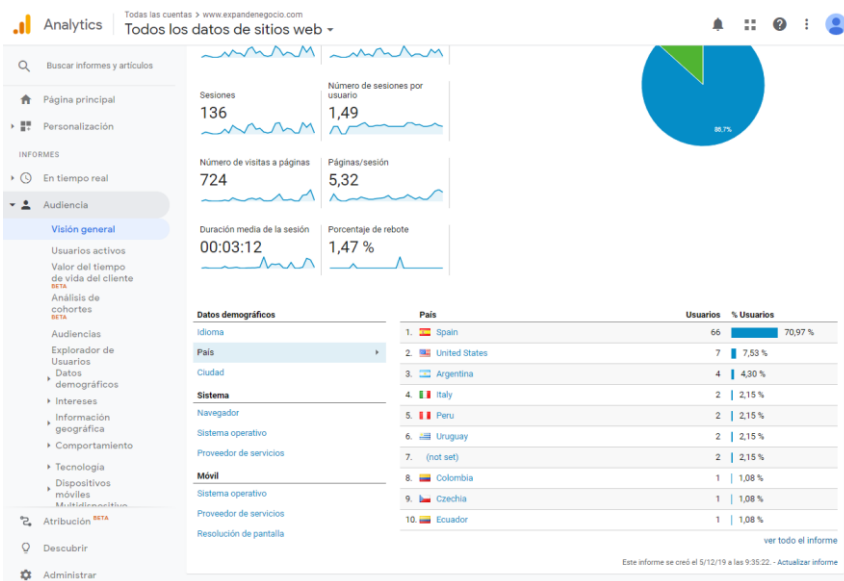 Analytics
Todas las cuentas > www.expandenegocio.com
Todos los datos de sitios web
Buscar informes y artículos
Página principal
Personalización
INFORMES
En tiempo real
Audiencia
Visión general
Usuarios activos
Valor del tiempo
de vida del cliente
BETA
Análisis de
cohortes
BETA
Audiencias
Explorador de
Usuarios
Datos
demográficos
Intereses
Información
geográfica
Comportamiento
Tecnología
Dispositivos
móviles
Multidispositivo
Atribución BETA
Descubrir
Administrar
Sesiones
136
Número de sesiones por
usuario
1,49
Número de visitas a páginas
724
Páginas/sesión
5,32
Duración media de la sesión
00:03:12
Porcentaje de rebote
1,47 %
88,7%
Datos demográficos
Idioma
País
Ciudad
Sistema
Navegador
Sistema operativo
Proveedor de servicios
Móvil
Sistema operativo
Proveedor de servicios
Resolución de pantalla
País Usuarios % Usuarios
1. Spain 66 70,97 %
2. United States 7 7,53 %
3. Argentina 4 4,30 %
4. Italy 2 2,15 %
5. Peru 2 2,15 %
6. Uruguay 2 2,15 %
7. (not set) 2 2,15 %
8. Colombia 1 1,08 %
9. Czechia 1 1,08 %
10. Ecuador 1 1,08 %
ver todo el informe
Este informe se creó el 5/12/19 a las 9:35:22. - Actualizar informe